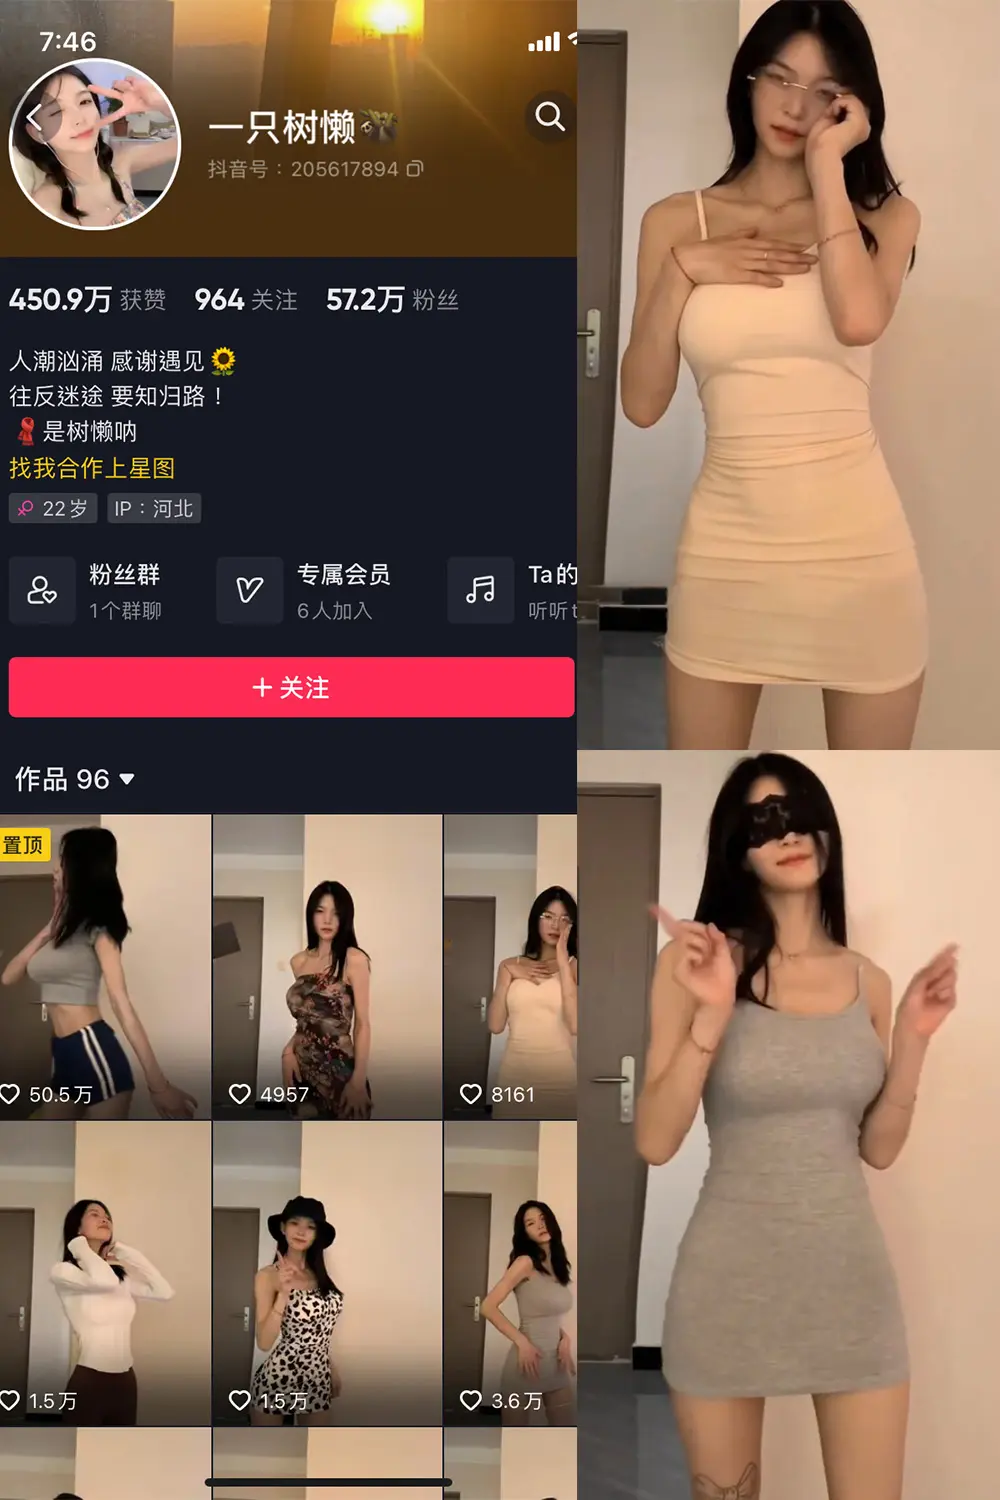 7:46
一只树懒
抖音号：205617894
450.9万 获赞 964 关注 57.2万 粉丝
人潮汹涌 感谢遇见🌻
往反迷途 要知归路！
🧣是树懒呐
找我合作上星图
22岁 IP：河北
粉丝群 专属会员 Ta的
1个群聊 6人加入 听听t
+ 关注
作品 96
置顶
50.5万 4957 8161
1.5万 1.5万 3.6万